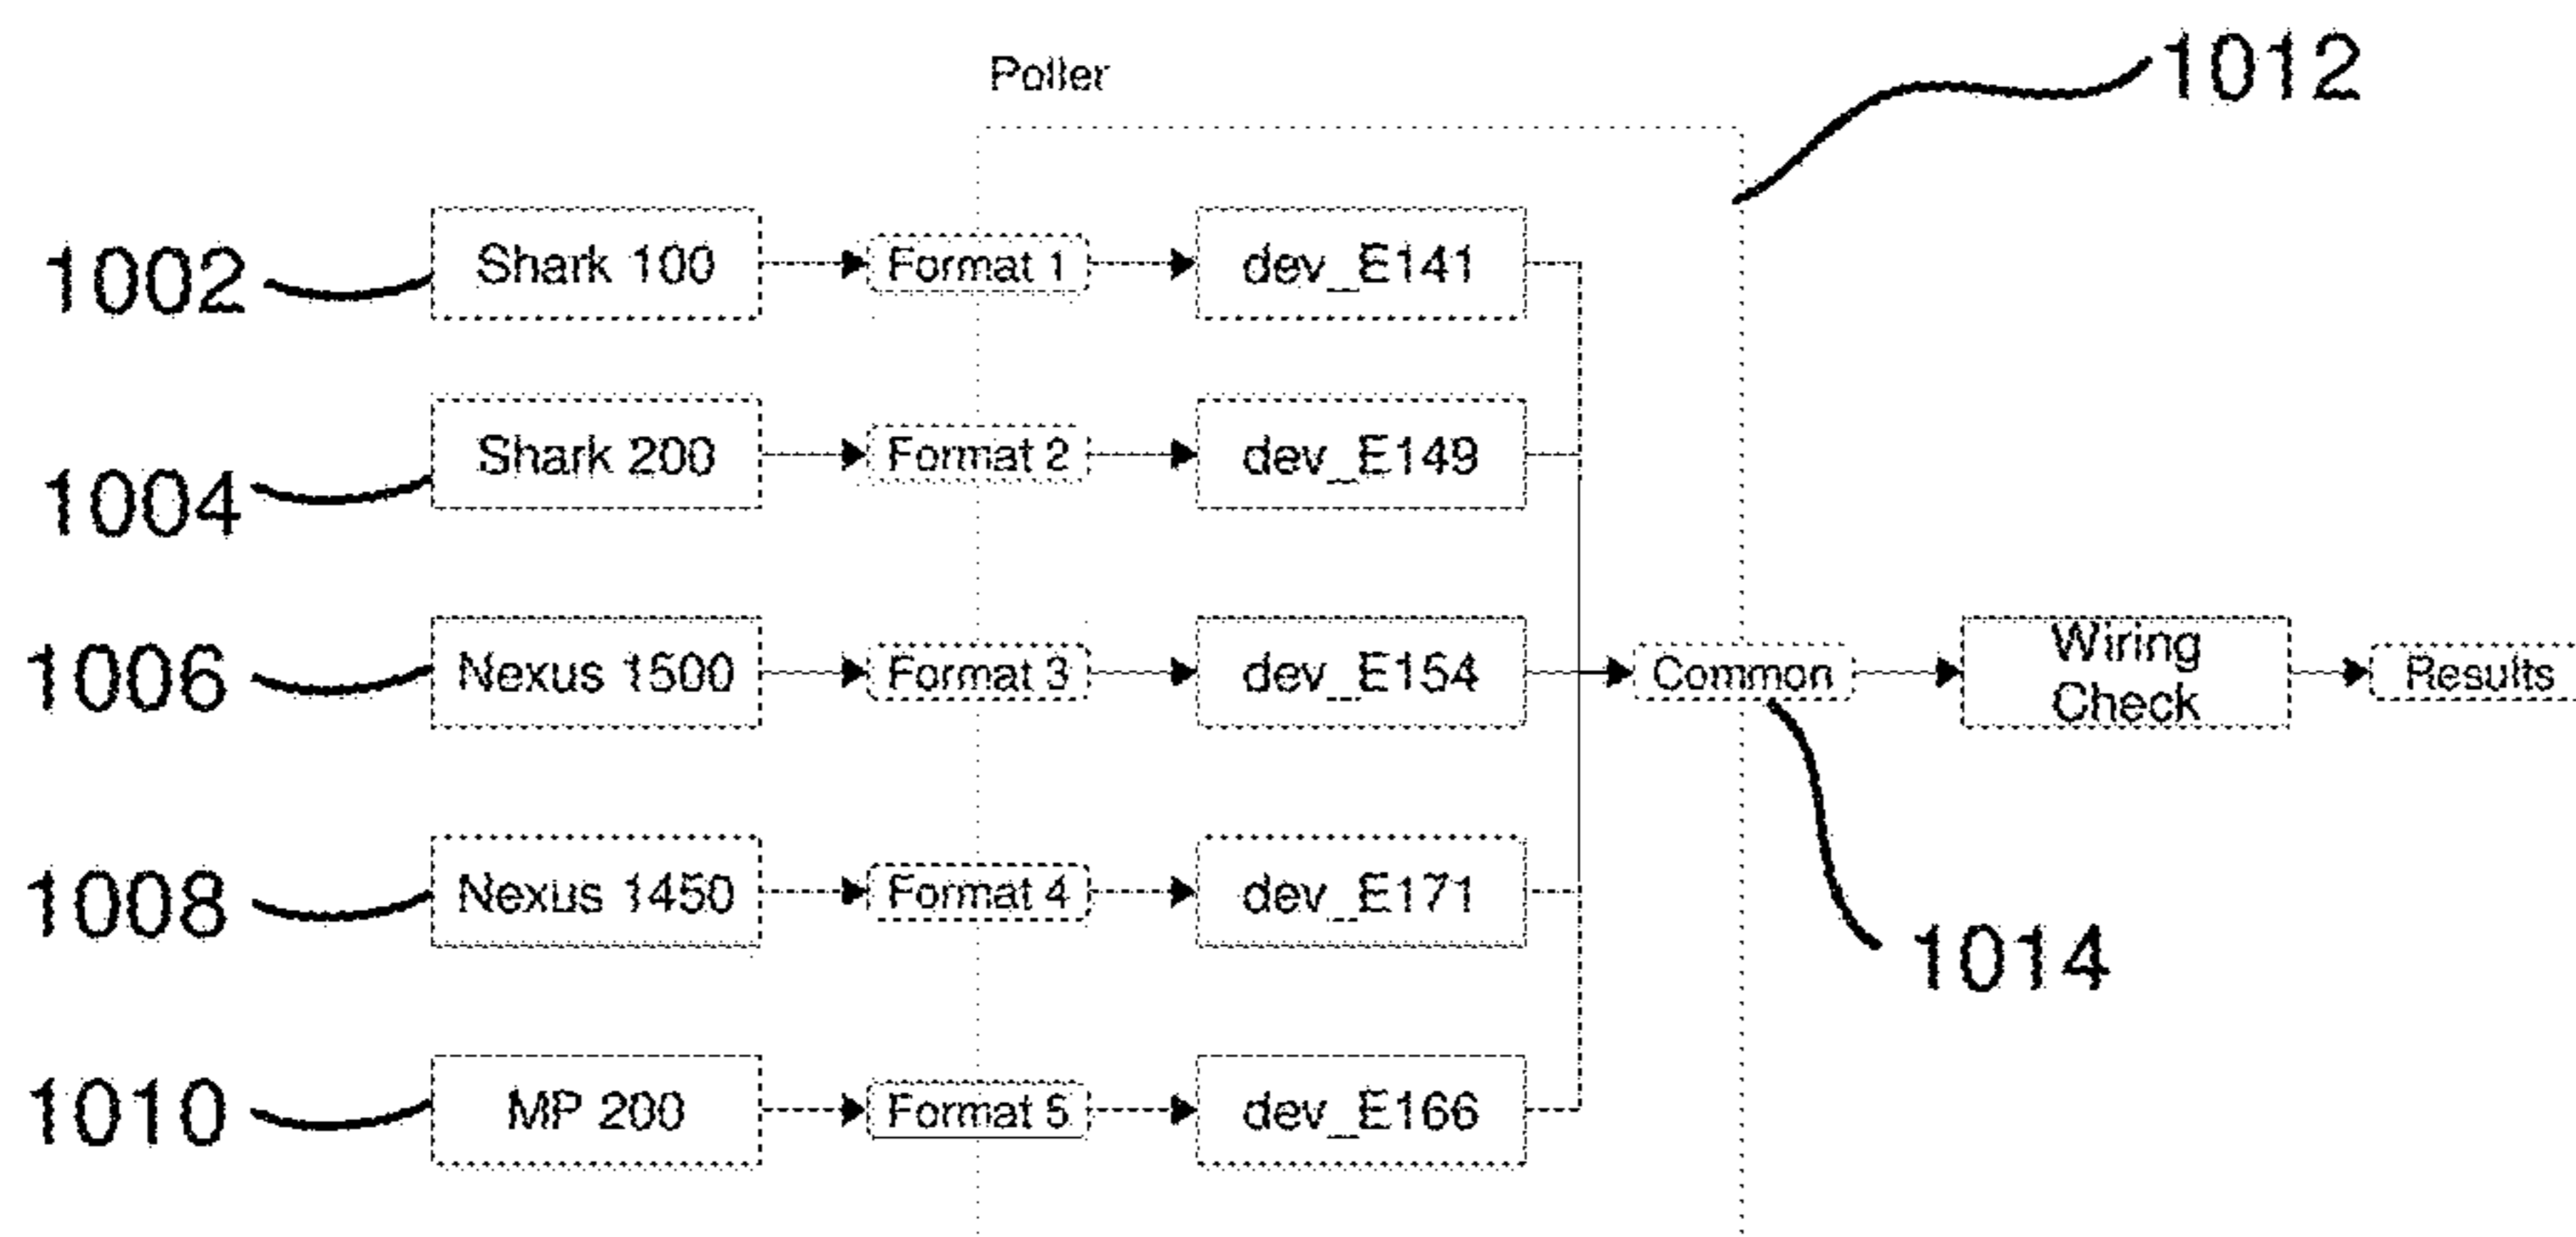 Poller
1012
1002
Shark 100
Format 1
dev_E141
1004
Shark 200
Format 2
dev_E149
1006
Nexus 1500
Format 3
dev_E154
Common
Wiring
Check
Results
1008
Nexus 1450
Format 4
dev_E171
1014
1010
MP 200
Format 5
dev_E166